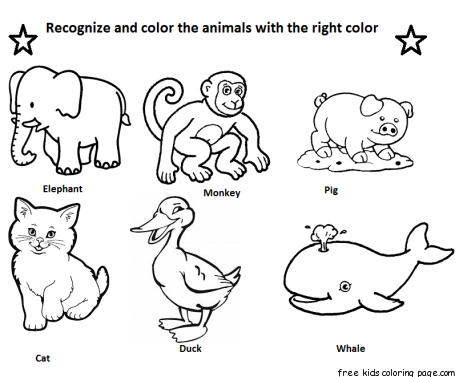 Recognize and color the animals with the right color
Elephant
Monkey
Pig
Cat
Duck
Whale
free kids coloring page.com